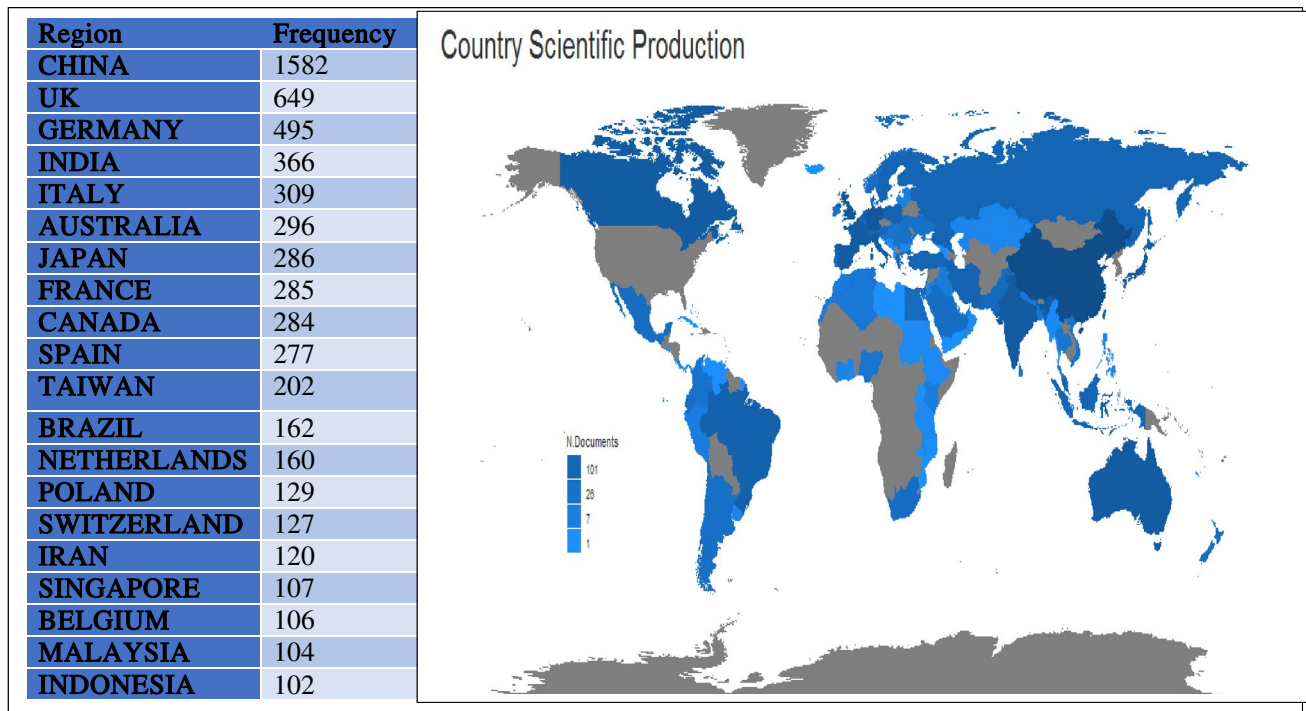 Region Frequency
CHINA 1582
UK 649
GERMANY 495
INDIA 366
ITALY 309
AUSTRALIA 296
JAPAN 286
FRANCE 285
CANADA 284
SPAIN 277
TAIWAN 202
BRAZIL 162
NETHERLANDS 160
POLAND 129
SWITZERLAND 127
IRAN 120
SINGAPORE 107
BELGIUM 106
MALAYSIA 104
INDONESIA 102
Country Scientific Production
N.Documents
101
26
7
1